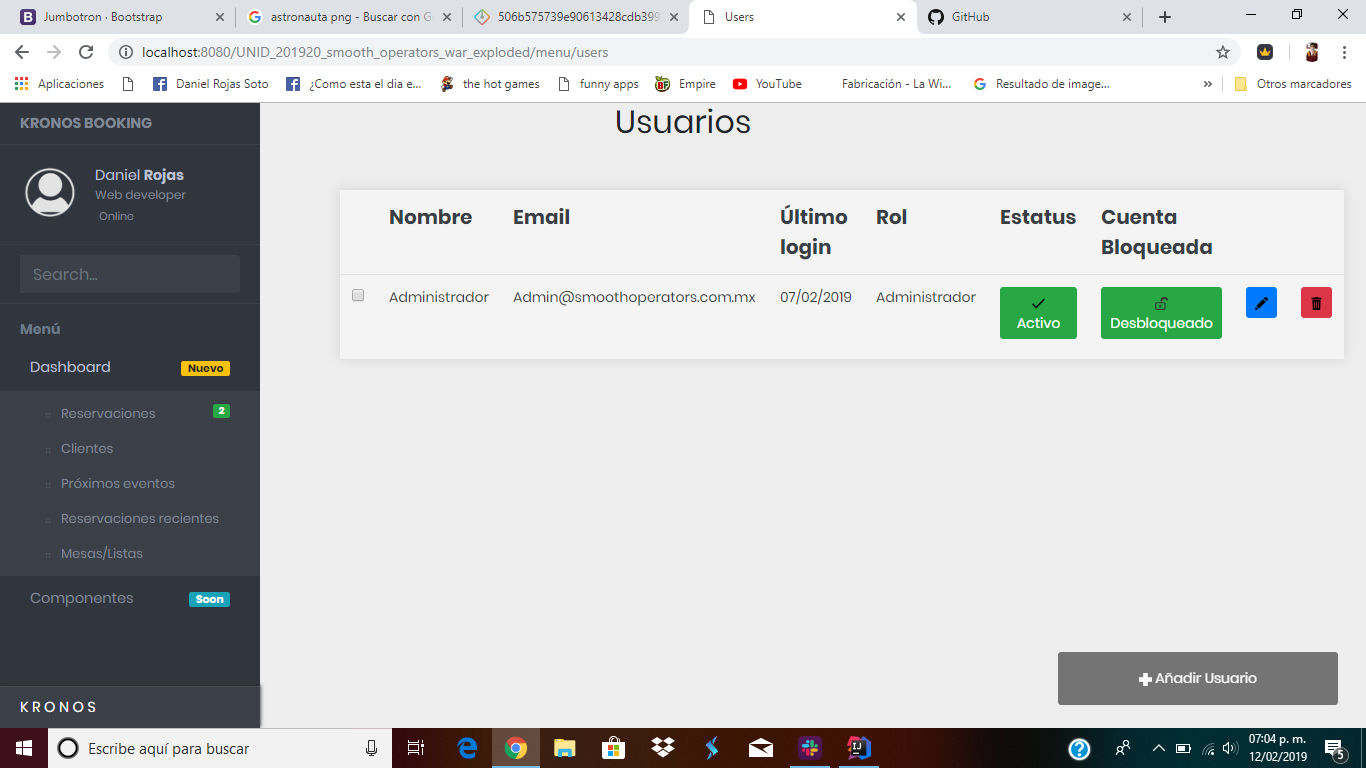 Jumbotron · Bootstrap
astronauta png - Buscar con G
506b575739e90613428cdb399
Users
GitHub
localhost:8080/UNID_201920_smooth_operators_war_exploded/menu/users
Aplicaciones
Daniel Rojas Soto
¿Como esta el dia e...
the hot games
funny apps
Empire
YouTube
Fabricación - La Wi...
Resultado de image...
»
Otros marcadores
KRONOS BOOKING
Daniel Rojas
Web developer
Online
Search...
Menú
Dashboard
Nuevo
Reservaciones
2
Clientes
Próximos eventos
Reservaciones recientes
Mesas/Listas
Componentes
Soon
KRONOS
Usuarios
Nombre
Email
Último
login
Rol
Estatus
Cuenta
Bloqueada
Administrador
Admin@smoothoperators.com.mx
07/02/2019
Administrador
Activo
Desbloqueado
Añadir Usuario
Escribe aquí para buscar
07:04 p. m.
12/02/2019
5